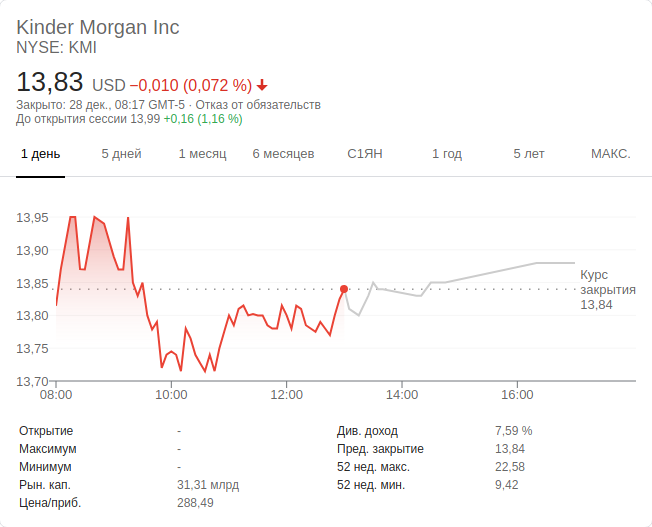 Kinder Morgan Inc
NYSE: KMI
13,83 USD −0,010 (0,072 %)
Закрыто: 28 дек., 08:17 GMT-5 · Отказ от обязательств
До открытия сессии 13,99 +0,16 (1,16 %)
1 день 5 дней 1 месяц 6 месяцев С1ЯН 1 год 5 лет МАКС.
13,95
13,90
13,85
13,80
13,75
13,70
Курс
закрытия
13,84
08:00 10:00 12:00 14:00 16:00
Открытие -
Максимум -
Минимум -
Рын. кап. 31,31 млрд
Цена/приб. 288,49
Див. доход 7,59 %
Пред. закрытие 13,84
52 нед. макс. 22,58
52 нед. мин. 9,42